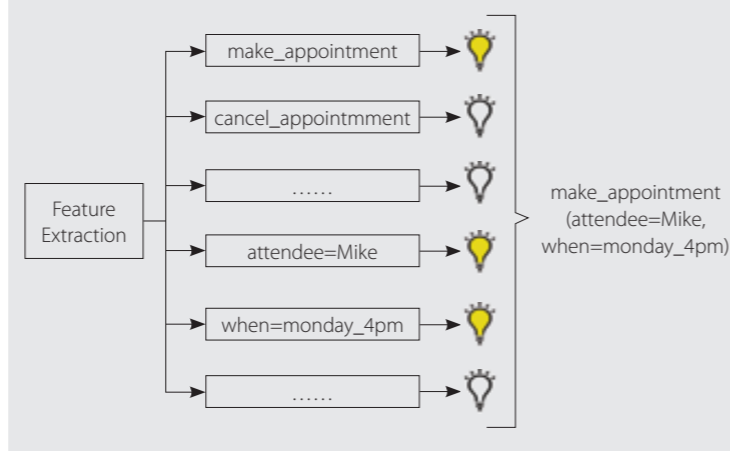 make_appointment
cancel_appointmment
......
Feature
Extraction
attendee=Mike
when=monday_4pm
......
make_appointment
(attendee=Mike,
when=monday_4pm)